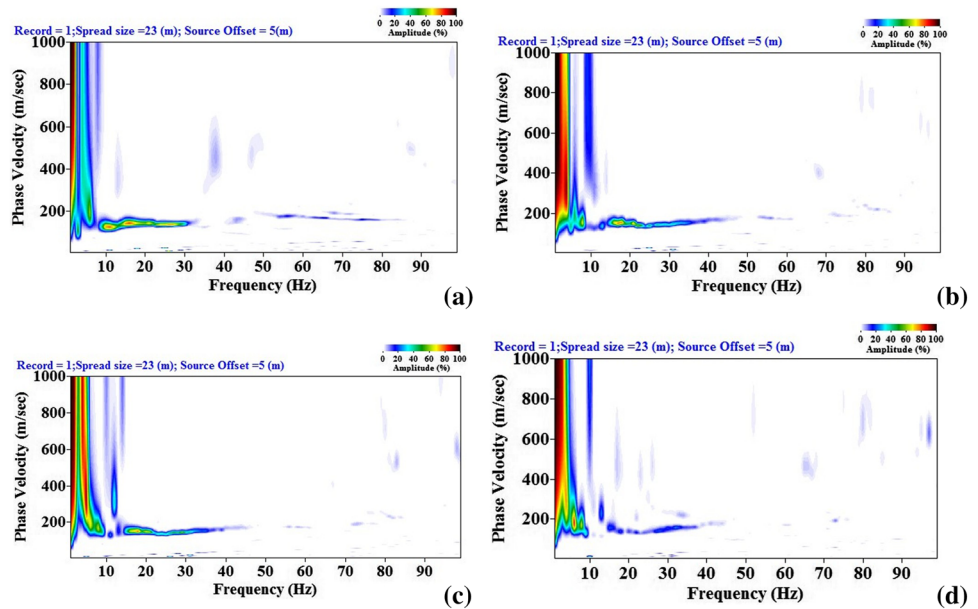 0 20 40 60 80 100
Amplitude (%)
Record = 1;Spread size =23 (m); Source Offset = 5(m)
1000
800
600
400
200
Phase Velocity (m/sec)
10 20 30 40 50 60 70 80 90
Frequency (Hz)
(a)
0 20 40 60 80 100
Amplitude (%)
Record = 1;Spread size =23 (m); Source Offset =5 (m)
1000
800
600
400
200
Phase Velocity (m/sec)
10 20 30 40 50 60 70 80 90
Frequency (Hz)
(b)
0 20 40 60 80 100
Amplitude (%)
Record = 1;Spread size =23 (m); Source Offset =5 (m)
1000
800
600
400
200
Phase Velocity (m/sec)
10 20 30 40 50 60 70 80 90
Frequency (Hz)
(c)
0 20 40 60 80 100
Amplitude (%)
Record = 1;Spread size =23 (m); Source Offset =5 (m)
1000
800
600
400
200
Phase Velocity (m/sec)
10 20 30 40 50 60 70 80 90
Frequency (Hz)
(d)